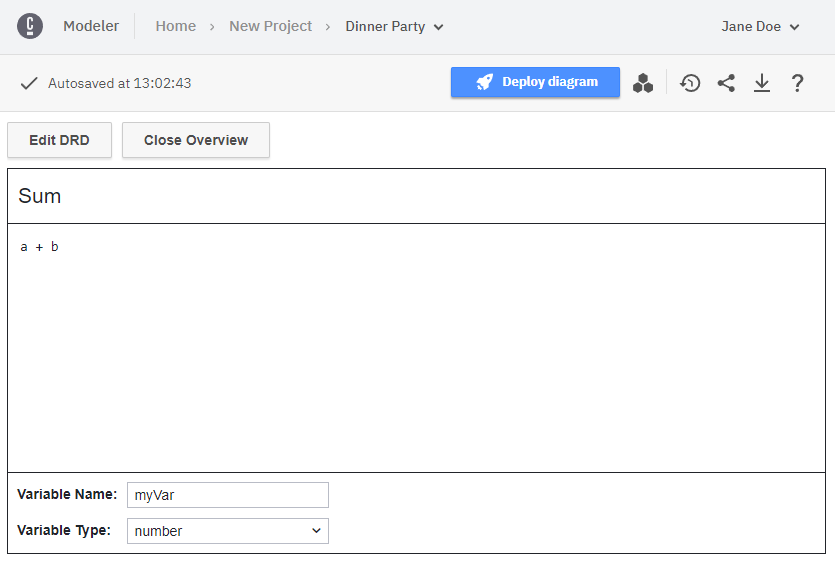 C Modeler Home > New Project > Dinner Party Jane Doe
Autosaved at 13:02:43 Deploy diagram ?
Edit DRD Close Overview
Sum
a + b
Variable Name: myVar
Variable Type: number